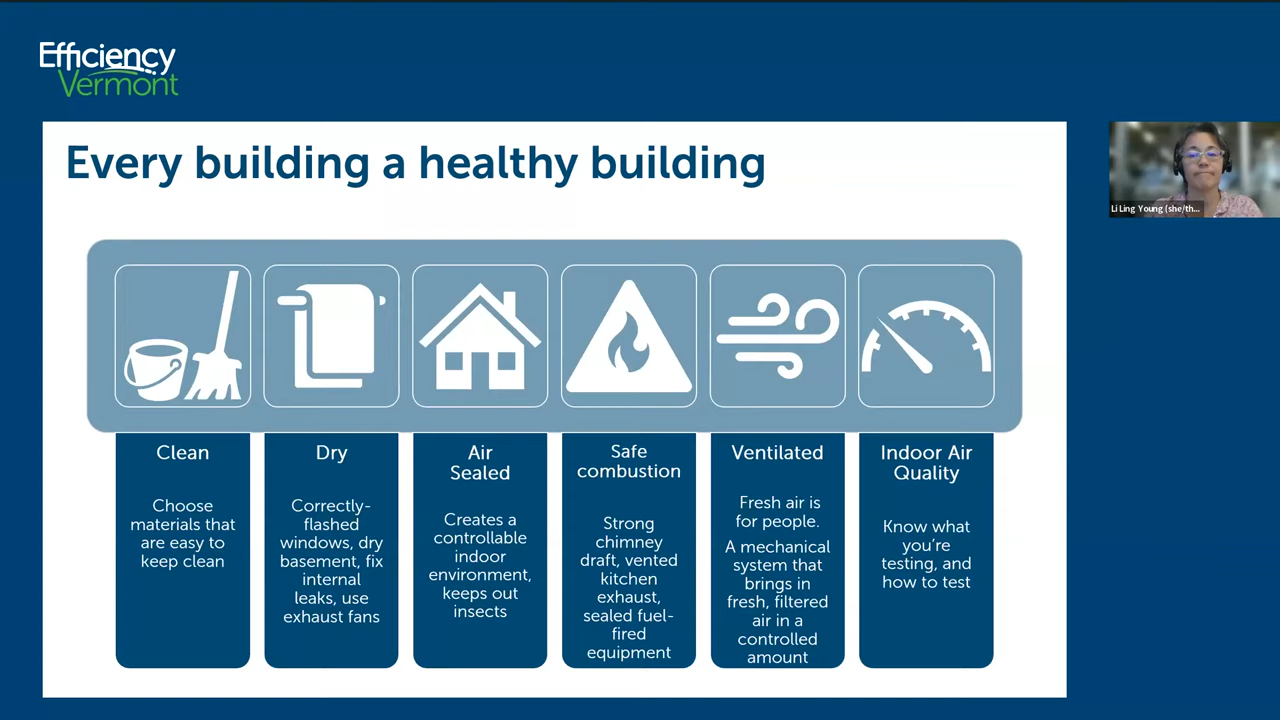 Efficiency
Vermont
Every building a healthy building
Li Ling Young (she/th...
Clean
Choose
materials that
are easy to
keep clean
Dry
Correctly-
flashed
windows, dry
basement, fix
internal
leaks, use
exhaust fans
Air
Sealed
Creates a
controllable
indoor
environment,
keeps out
insects
Safe
combustion
Strong
chimney
draft, vented
kitchen
exhaust,
sealed fuel-
fired
equipment
Ventilated
Fresh air is
for people.
A mechanical
system that
brings in
fresh, filtered
air in a
controlled
amount
Indoor Air
Quality
Know what
you're
testing, and
how to test